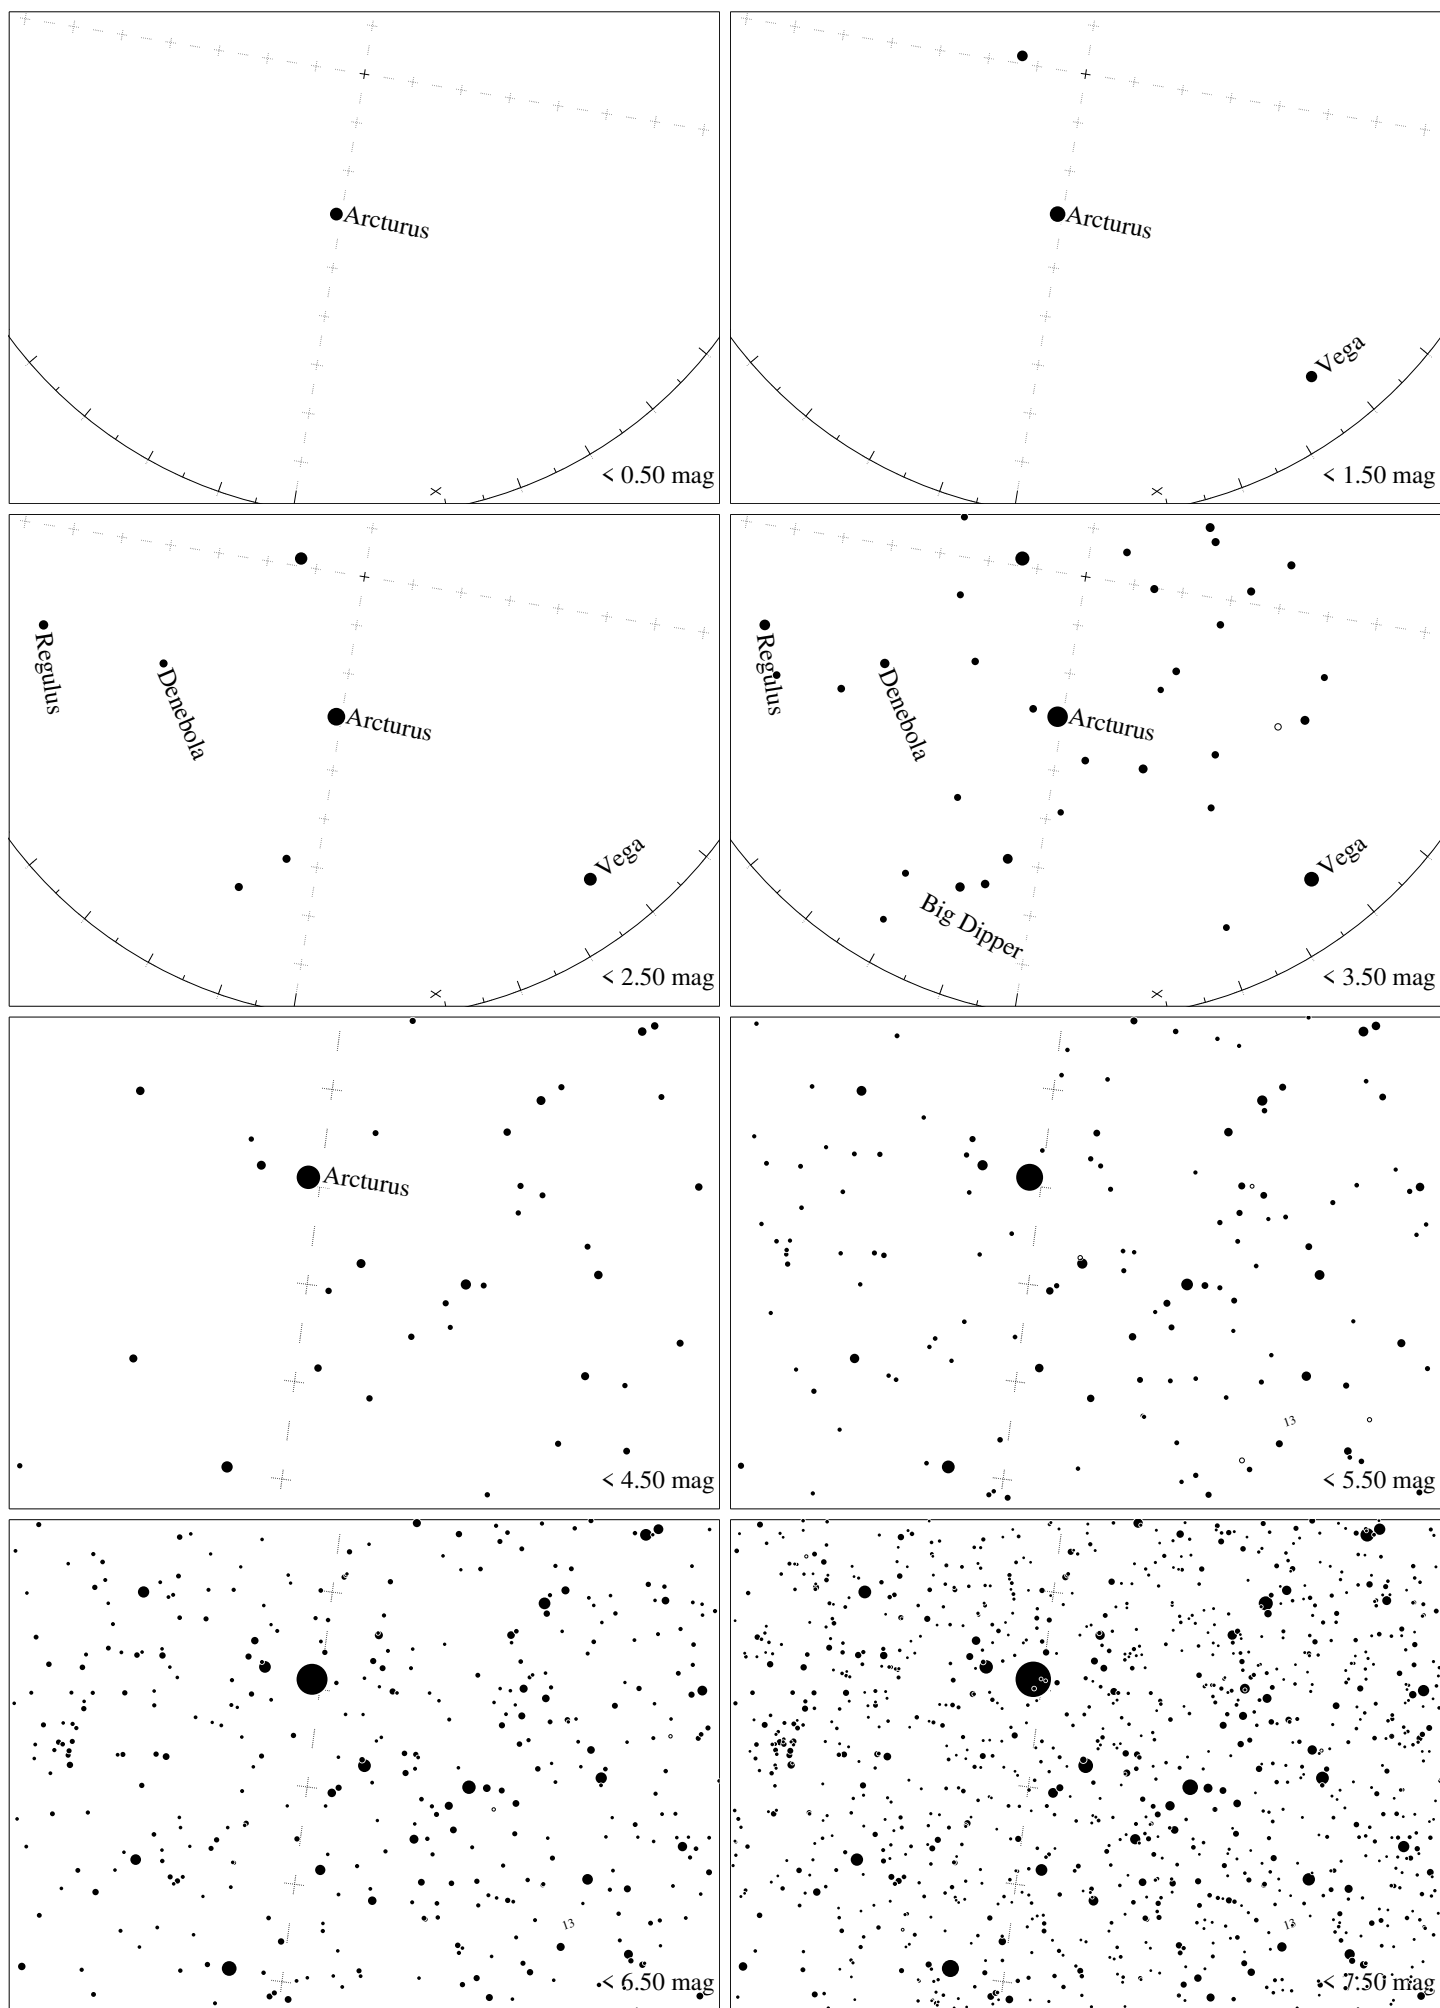 Arcturus
< 0.50 mag
Arcturus
Vega
< 1.50 mag
Regulus
Denebola
Arcturus
Vega
< 2.50 mag
Regulus
Denebola
Arcturus
Vega
Big Dipper
< 3.50 mag
Arcturus
< 4.50 mag
13
< 5.50 mag
13
< 6.50 mag
13
< 7.50 mag